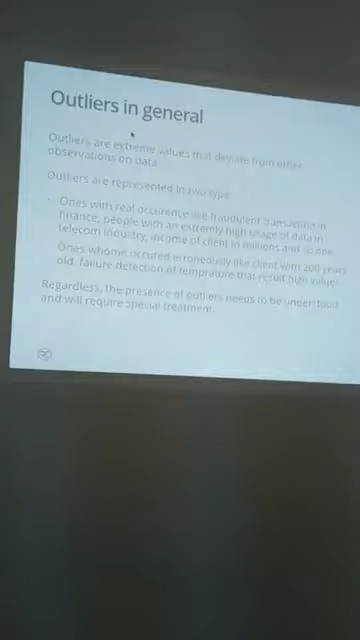 Outliers in general
Outliers are extreme values that deviate from other
observations on data.
Outliers are represented in two type:
Ones with real occurence like fraudulent transaction in
finance, people with an extremly high usage of data in
telecom industry, income of client in millions and so one.
Ones whome occured erroneously like client with 200 years
old, failure detection of temprature that result high values.
Regardless, the presence of outliers needs to be understood
and will require special treatment.